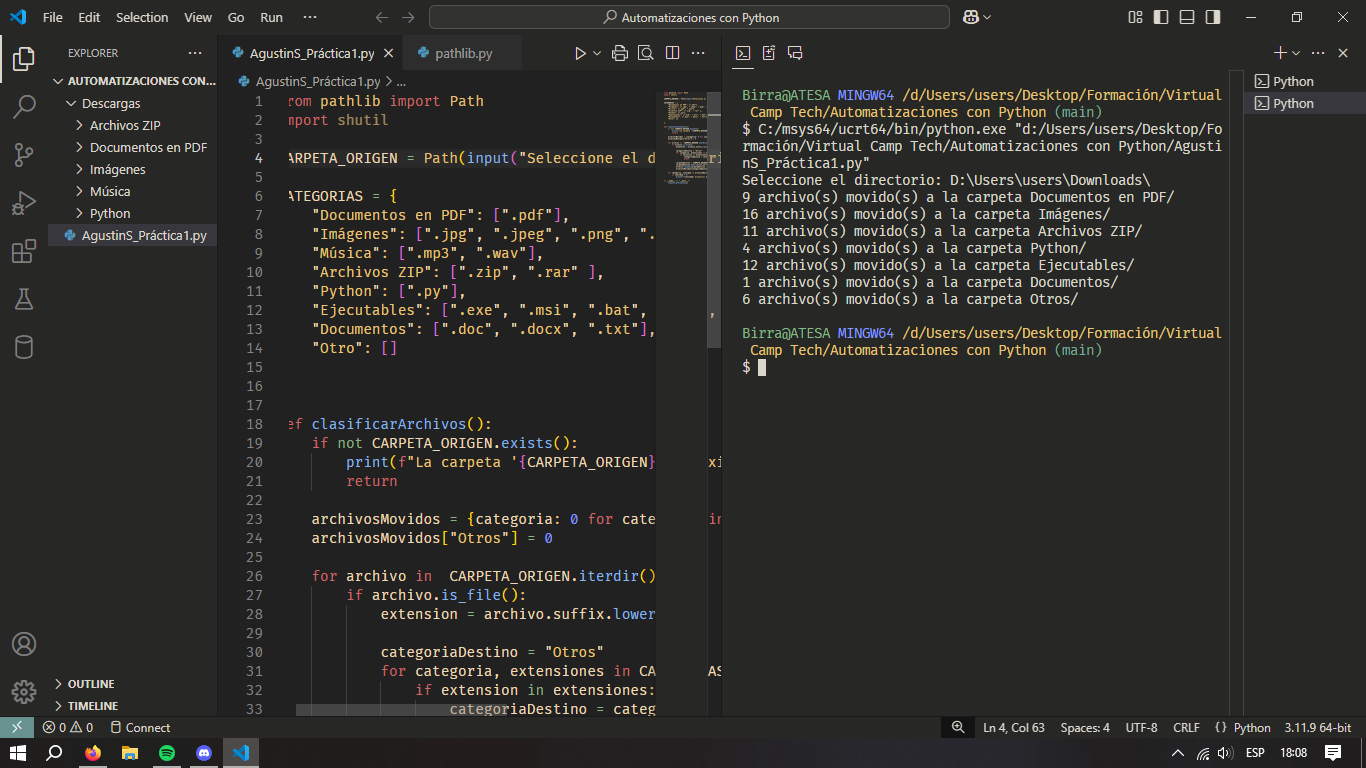 File Edit Selection View Go Run ···
Automatizaciones con Python
EXPLORER ···
AUTOMATIZACIONES CON...
Descargas
Archivos ZIP
Documentos en PDF
Imágenes
Música
Python
AgustinS_Práctica1.py
OUTLINE
TIMELINE
AgustinS_Práctica1.py pathlib.py
AgustinS_Práctica1.py > ...
1 rom pathlib import Path
2 mport shutil
3
4 ARPETA_ORIGEN = Path(input("Seleccione el d
5
6 ATEGORIAS = {
7 "Documentos en PDF": [".pdf"],
8 "Imágenes": [".jpg", ".jpeg", ".png", ".
9 "Música": [".mp3", ".wav"],
10 "Archivos ZIP": [".zip", ".rar" ],
11 "Python": [".py"],
12 "Ejecutables": [".exe", ".msi", ".bat",
13 "Documentos": [".doc", ".docx", ".txt"],
14 "Otro": []
15
16
17
18 ef clasificarArchivos():
19 if not CARPETA_ORIGEN.exists():
20 print(f"La carpeta '{CARPETA_ORIGEN} xi
21 return
22
23 archivosMovidos = {categoria: 0 for cate in
24 archivosMovidos["Otros"] = 0
25
26 for archivo in CARPETA_ORIGEN.iterdir()
27 if archivo.is_file():
28 extension = archivo.suffix.lower
29
30 categoriaDestino = "Otros"
31 for categoria, extensiones in CA AS
32 if extension in extensiones:
33 categoriaDestino = categ
Birra@ATESA MINGW64 /d/Users/users/Desktop/Formación/Virtual
Camp Tech/Automatizaciones con Python (main)
$ C:/msys64/ucrt64/bin/python.exe "d:/Users/users/Desktop/Fo
rmación/Virtual Camp Tech/Automatizaciones con Python/Agusti
nS_Práctica1.py"
Seleccione el directorio: D:\Users\users\Downloads\
9 archivo(s) movido(s) a la carpeta Documentos en PDF/
16 archivo(s) movido(s) a la carpeta Imágenes/
11 archivo(s) movido(s) a la carpeta Archivos ZIP/
4 archivo(s) movido(s) a la carpeta Python/
12 archivo(s) movido(s) a la carpeta Ejecutables/
1 archivo(s) movido(s) a la carpeta Documentos/
6 archivo(s) movido(s) a la carpeta Otros/
Birra@ATESA MINGW64 /d/Users/users/Desktop/Formación/Virtual
Camp Tech/Automatizaciones con Python (main)
$
Python
Python
0 0 Connect Ln 4, Col 63 Spaces: 4 UTF-8 CRLF { } Python 3.11.9 64-bit
ESP 18:08